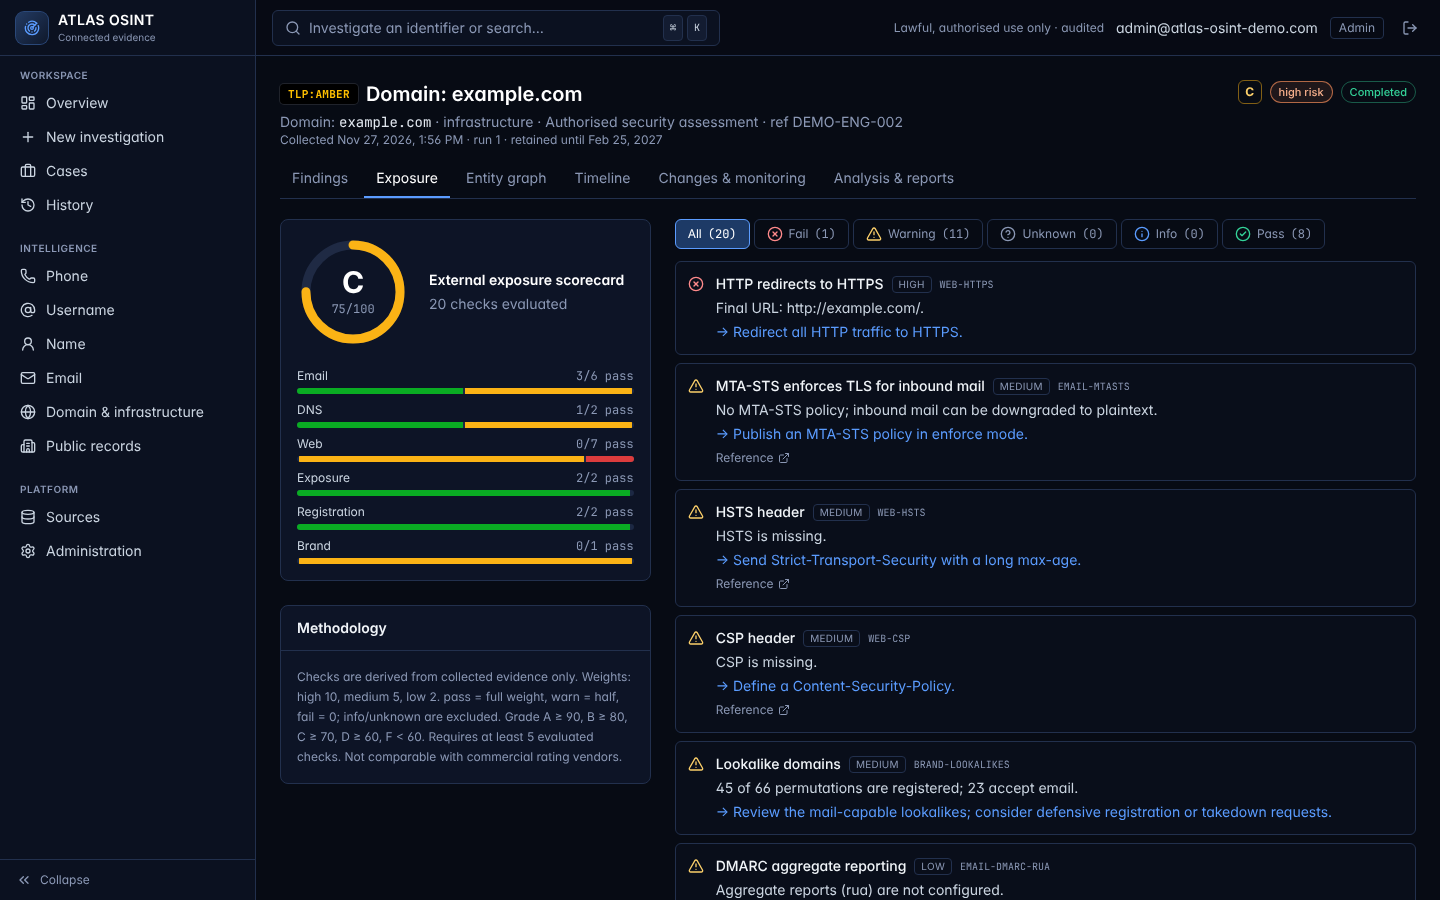 ATLAS OSINT
Connected evidence
Investigate an identifier or search...
⌘ K
Lawful, authorised use only · audited
admin@atlas-osint-demo.com
Admin
WORKSPACE
Overview
New investigation
Cases
History
INTELLIGENCE
Phone
Username
Name
Email
Domain & infrastructure
Public records
PLATFORM
Sources
Administration
Collapse
TLP:AMBER Domain: example.com
C high risk Completed
Domain: example.com · infrastructure · Authorised security assessment · ref DEMO-ENG-002
Collected Nov 27, 2026, 1:56 PM · run 1 · retained until Feb 25, 2027
Findings Exposure Entity graph Timeline Changes & monitoring Analysis & reports
C
75/100
External exposure scorecard
20 checks evaluated
Email 3/6 pass
DNS 1/2 pass
Web 0/7 pass
Exposure 2/2 pass
Registration 2/2 pass
Brand 0/1 pass
Methodology
Checks are derived from collected evidence only. Weights:
high 10, medium 5, low 2. pass = full weight, warn = half,
fail = 0; info/unknown are excluded. Grade A ≥ 90, B ≥ 80,
C ≥ 70, D ≥ 60, F < 60. Requires at least 5 evaluated
checks. Not comparable with commercial rating vendors.
All (20) Fail (1) Warning (11) Unknown (0) Info (0) Pass (8)
HTTP redirects to HTTPS HIGH WEB-HTTPS
Final URL: http://example.com/.
→ Redirect all HTTP traffic to HTTPS.
MTA-STS enforces TLS for inbound mail MEDIUM EMAIL-MTASTS
No MTA-STS policy; inbound mail can be downgraded to plaintext.
→ Publish an MTA-STS policy in enforce mode.
Reference
HSTS header MEDIUM WEB-HSTS
HSTS is missing.
→ Send Strict-Transport-Security with a long max-age.
Reference
CSP header MEDIUM WEB-CSP
CSP is missing.
→ Define a Content-Security-Policy.
Reference
Lookalike domains MEDIUM BRAND-LOOKALIKES
45 of 66 permutations are registered; 23 accept email.
→ Review the mail-capable lookalikes; consider defensive registration or takedown requests.
DMARC aggregate reporting LOW EMAIL-DMARC-RUA
Aggregate reports (rua) are not configured.